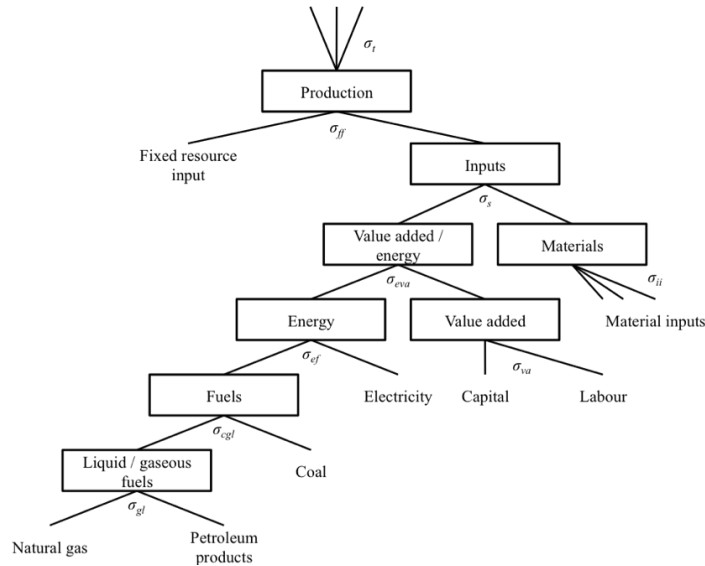 σt
Production
σff
Fixed resource
input
Inputs
σs
Value added /
energy
Materials
σeva
σii
Energy
Value added
Material inputs
σef
σva
Fuels
Electricity
Capital
Labour
σcgl
Liquid / gaseous
fuels
Coal
σgl
Natural gas
Petroleum
products